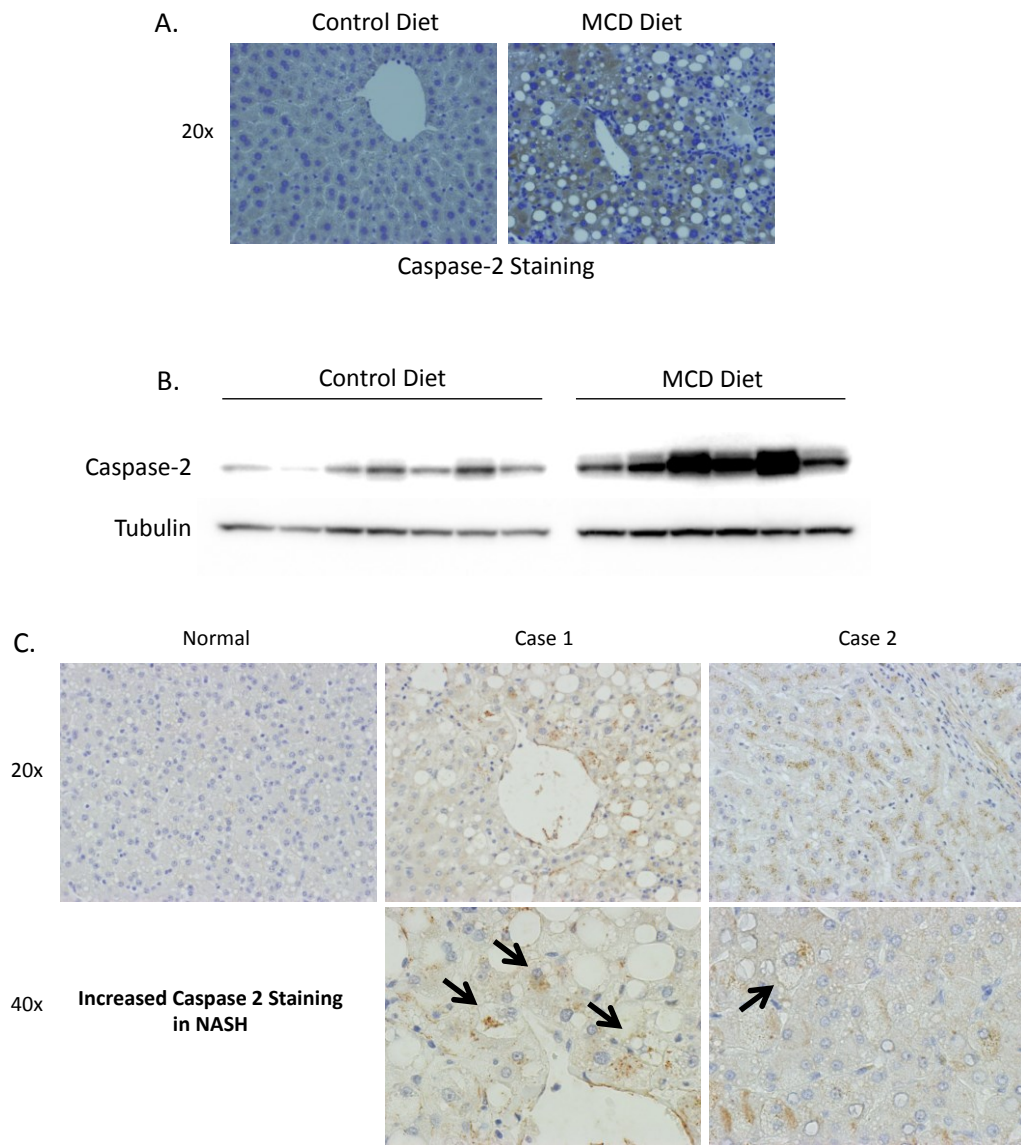 A.
Control Diet
MCD Diet
20x
Caspase-2 Staining
B.
Control Diet
MCD Diet
Caspase-2
Tubulin
C.
Normal
Case 1
Case 2
20x
40x
Increased Caspase 2 Staining
in NASH